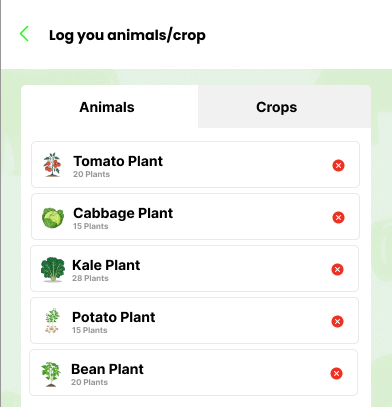 Log you animals/crop
Animals
Crops
Tomato Plant
20 Plants
Cabbage Plant
15 Plants
Kale Plant
28 Plants
Potato Plant
15 Plants
Bean Plant
20 Plants